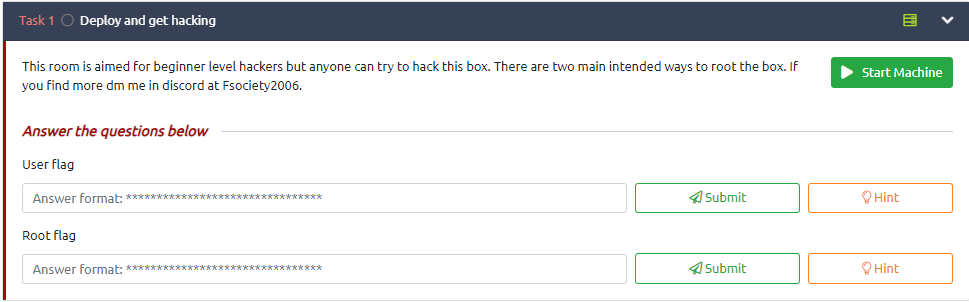 Task 1 Deploy and get hacking
This room is aimed for beginner level hackers but anyone can try to hack this box. There are two main intended ways to root the box. If
you find more dm me in discord at Fsociety2006.
Start Machine
Answer the questions below
User flag
Answer format: ********************************
Submit
Hint
Root flag
Answer format: ********************************
Submit
Hint